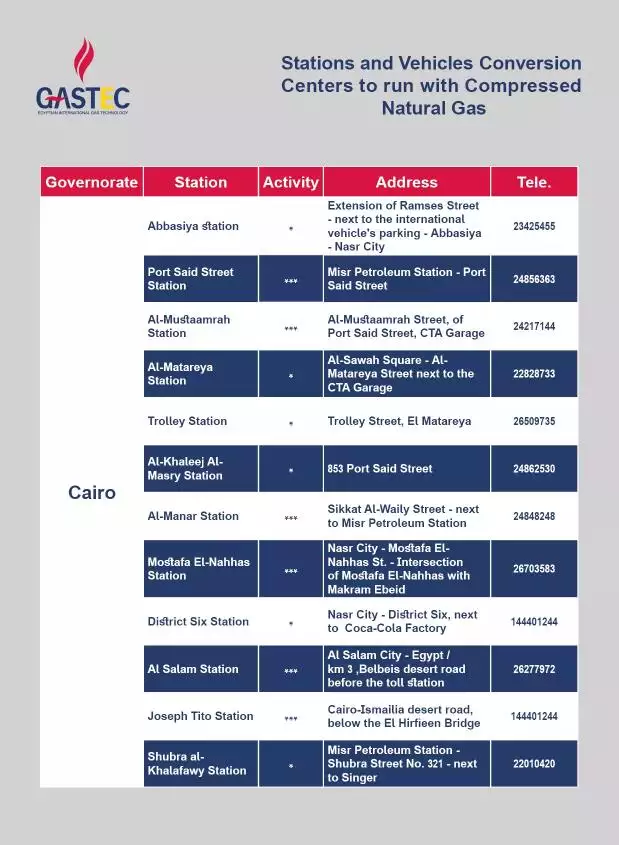 GASTEC
EGYPTIAN INTERNATIONAL GAS TECHNOLOGY
Stations and Vehicles Conversion
Centers to run with Compressed
Natural Gas
Governorate Station Activity Address Tele.
Cairo
Abbasiya station
*
Extension of Ramses Street
- next to the international
vehicle's parking - Abbasiya
- Nasr City
23425455
Port Said Street
Station
***
Misr Petroleum Station - Port
Said Street
24856363
Al-Mustaamrah
Station
***
Al-Mustaamrah Street, of
Port Said Street, CTA Garage
24217144
Al-Matareya
Station
*
Al-Sawah Square - Al-
Matareya Street next to the
CTA Garage
22828733
Trolley Station
*
Trolley Street, El Matareya
26509735
Al-Khaleej Al-
Masry Station
*
853 Port Said Street
24862530
Al-Manar Station
***
Sikkat Al-Waily Street - next
to Misr Petroleum Station
24848248
Mostafa El-Nahhas
Station
***
Nasr City - Mostafa El-
Nahhas St. - Intersection
of Mostafa El-Nahhas with
Makram Ebeid
26703583
District Six Station
*
Nasr City - District Six, next
to Coca-Cola Factory
144401244
Al Salam Station
***
Al Salam City - Egypt /
km 3 ,Belbeis desert road
before the toll station
26277972
Joseph Tito Station
***
Cairo-Ismailia desert road,
below the El Hirfieen Bridge
144401244
Shubra al-
Khalafawy Station
*
Misr Petroleum Station -
Shubra Street No. 321 - next
to Singer
22010420